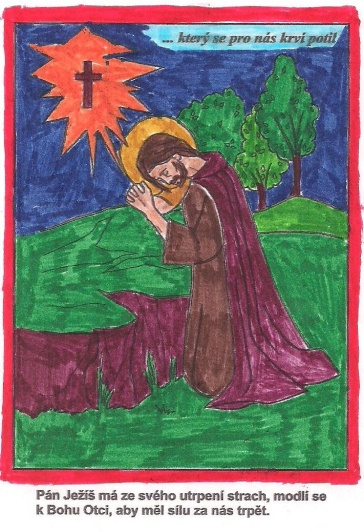 ... který se pro nás krví potil
Pán Ježíš má ze svého utrpení strach, modlí se
k Bohu Otci, aby měl sílu za nás trpět.